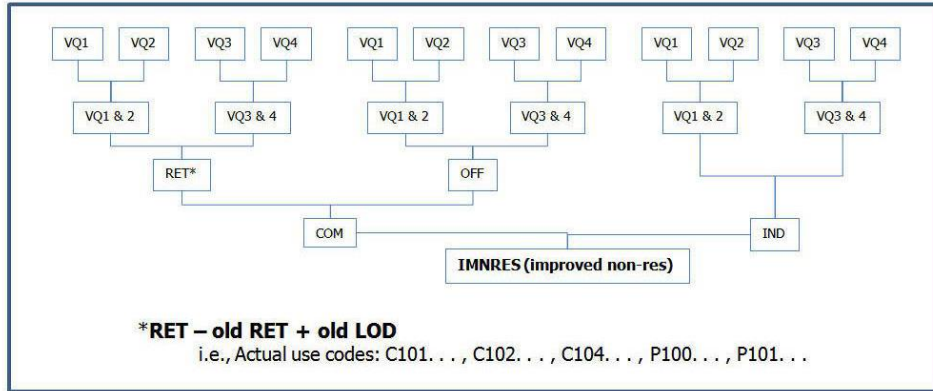 VQ1 VQ2 VQ3 VQ4 VQ1 VQ2 VQ3 VQ4 VQ1 VQ2 VQ3 VQ4
VQ1 & 2 VQ3 & 4 VQ1 & 2 VQ3 & 4 VQ1 & 2 VQ3 & 4
RET* OFF
COM IND
IMNRES (improved non-res)
*RET – old RET + old LOD
i.e., Actual use codes: C101. . . , C102. . . , C104. . . , P100. . . , P101. . .